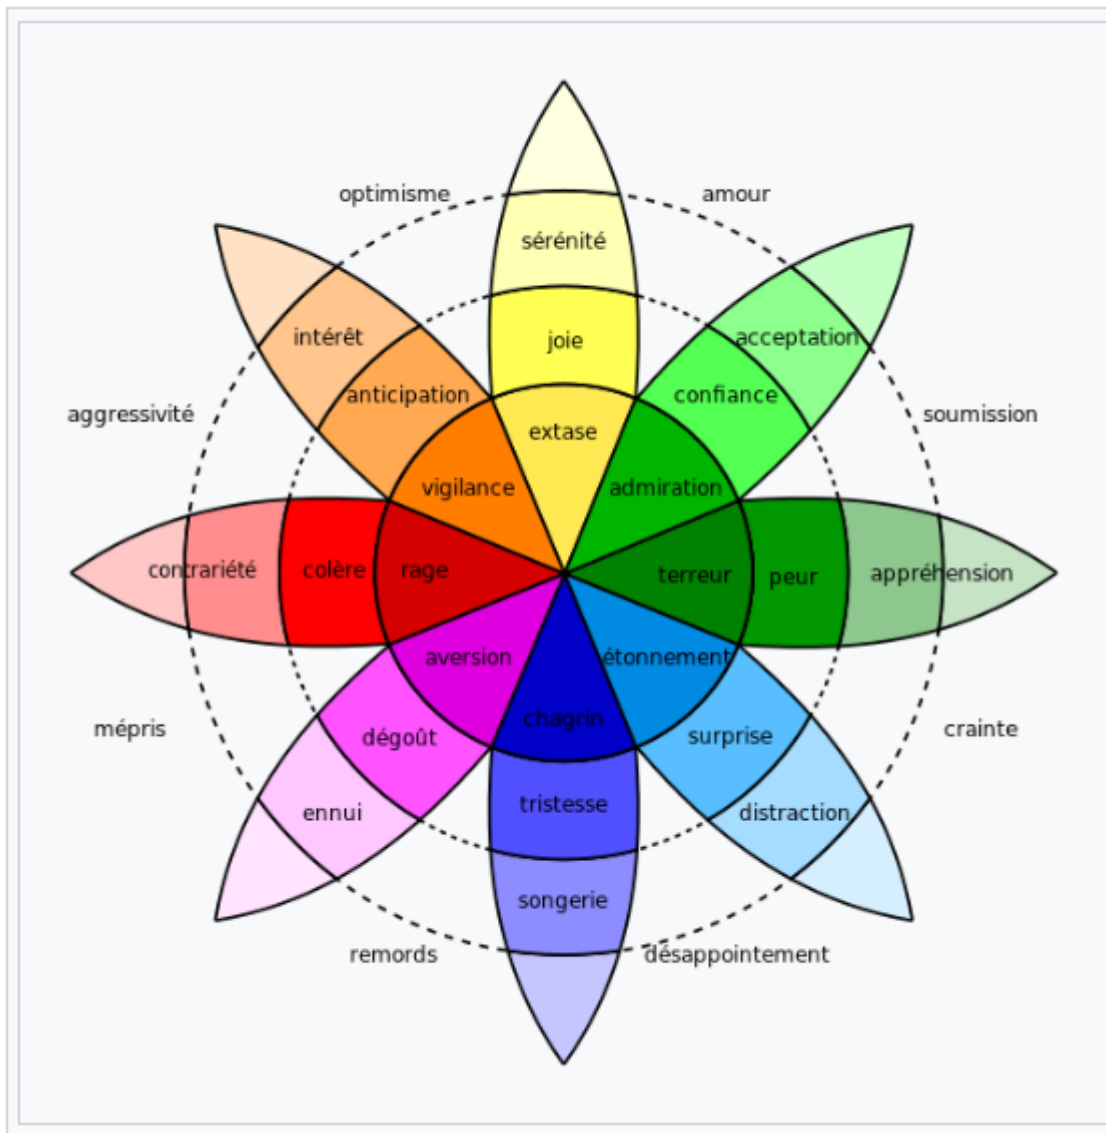 optimisme
amour
sérénité
intérêt
joie
acceptation
anticipation
confiance
aggressivité
extase
soumission
vigilance
admiration
contrariété
colère
rage
terreur
peur
appréhension
aversion
étonnement
mépris
dégoût
chagrin
surprise
crainte
ennui
tristesse
distraction
songerie
remords
désappointement